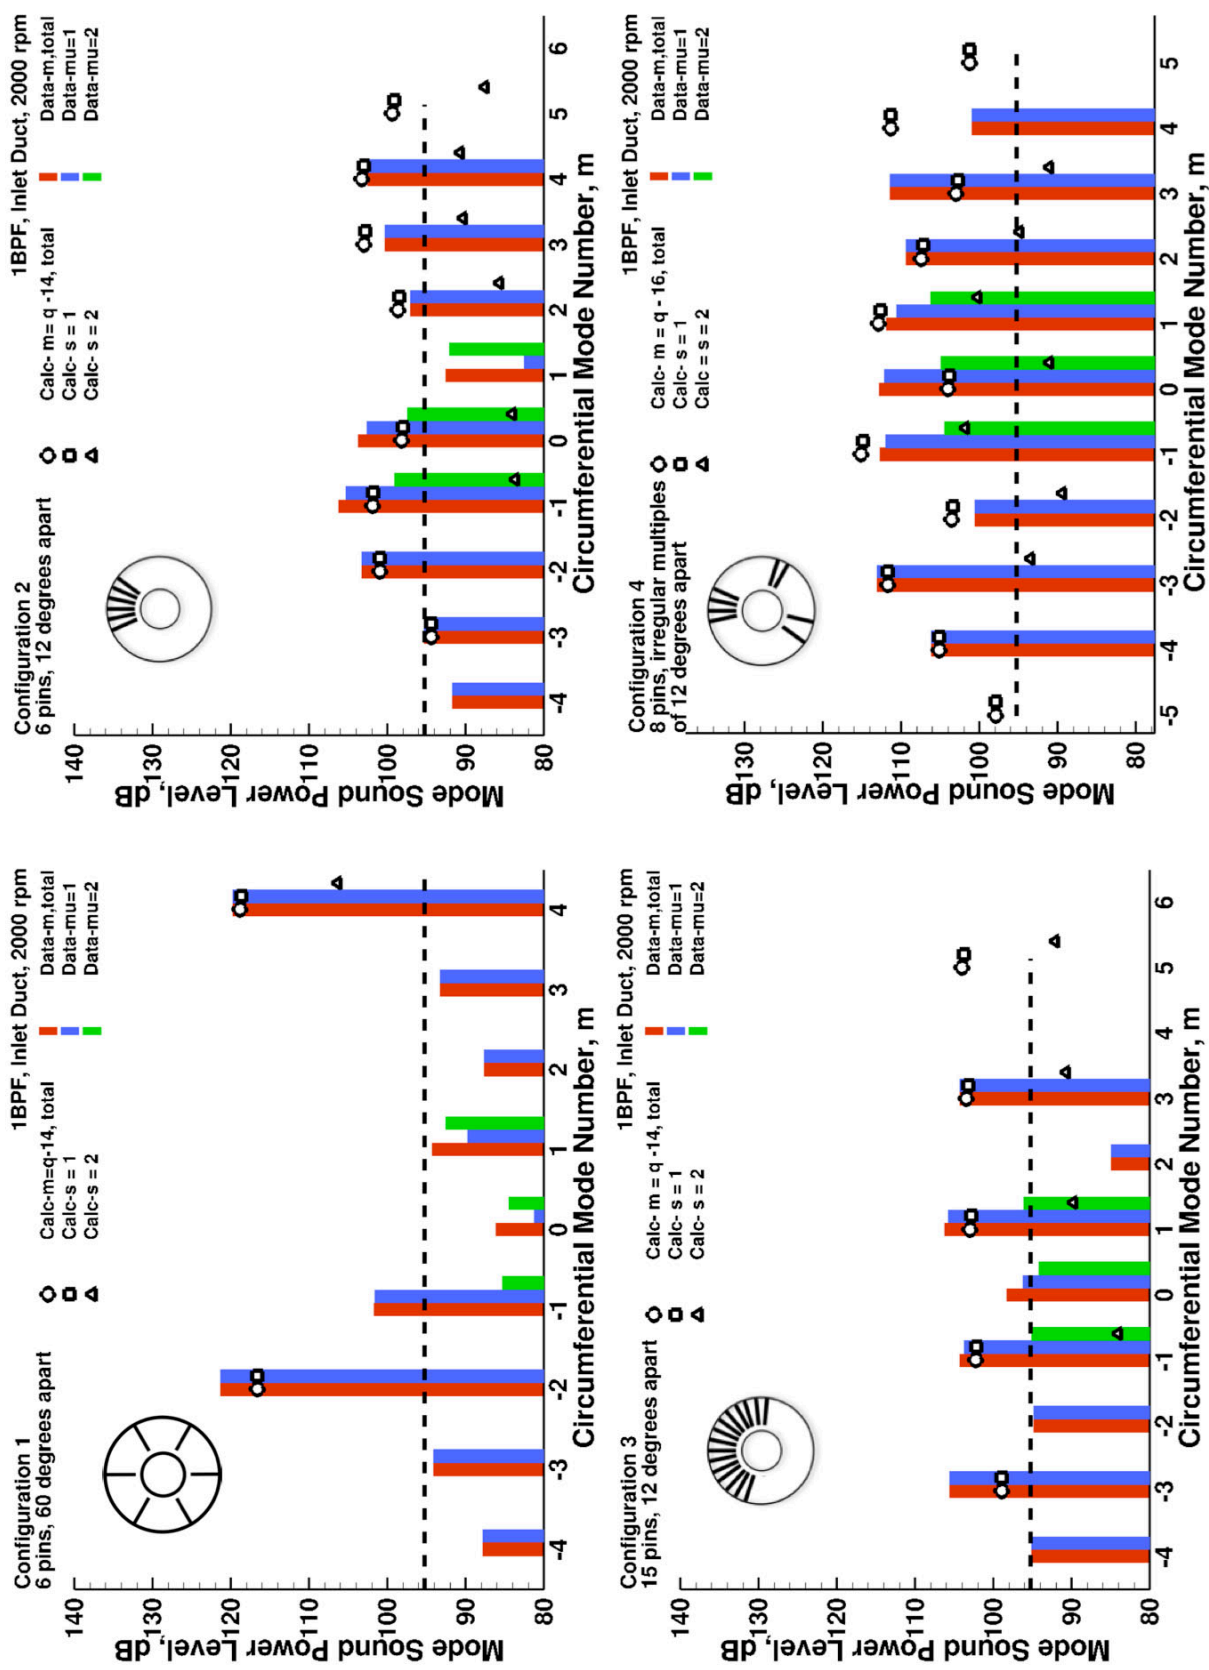 Configuration 1
6 pins, 60 degrees apart
1BPF, Inlet Duct, 2000 rpm
Calc-m=q-14, total
Calc-s = 1
Calc-s = 2
Data-m,total
Data-mu=1
Data-mu=2
Mode Sound Power Level, dB
140
130
120
110
100
90
80
-4 -3 -2 -1 0 1 2 3 4
Circumferential Mode Number, m
Configuration 2
6 pins, 12 degrees apart
1BPF, Inlet Duct, 2000 rpm
Calc- m= q -14, total
Calc- s = 1
Calc- s = 2
Data-m,total
Data-mu=1
Data-mu=2
Mode Sound Power Level, dB
140
130
120
110
100
90
80
-4 -3 -2 -1 0 1 2 3 4 5 6
Circumferential Mode Number, m
Configuration 3
15 pins, 12 degrees apart
1BPF, Inlet Duct, 2000 rpm
Calc- m = q -14, total
Calc- s = 1
Calc- s = 2
Data-m,total
Data-mu=1
Data-mu=2
Mode Sound Power Level, dB
140
130
120
110
100
90
80
-4 -3 -2 -1 0 1 2 3 4 5 6
Circumferential Mode Number, m
Configuration 4
8 pins, irregular multiples
of 12 degrees apart
1BPF, Inlet Duct, 2000 rpm
Calc- m = q - 16, total
Calc- s = 1
Calc = s = 2
Data-m,total
Data-mu=1
Data-mu=2
Mode Sound Power Level, dB
130
120
110
100
90
80
-5 -4 -3 -2 -1 0 1 2 3 4 5
Circumferential Mode Number, m